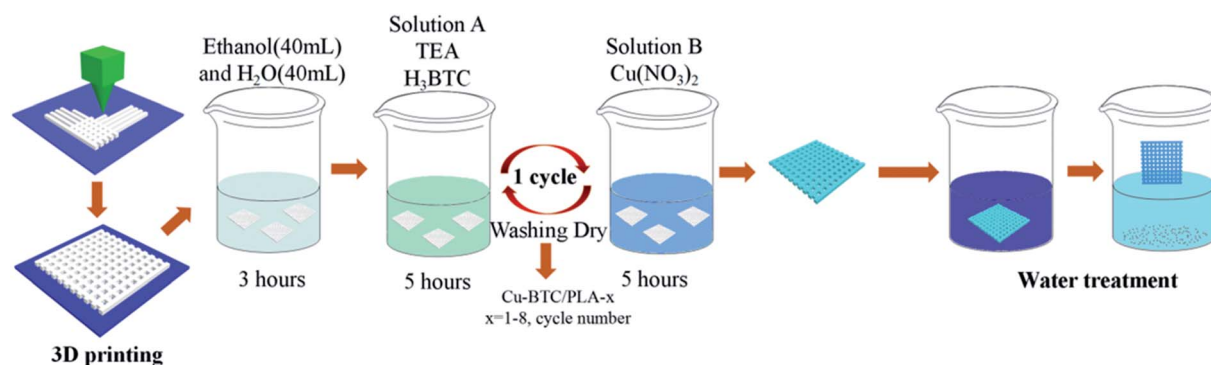 3D printing
Ethanol(40mL)
and H₂O(40mL)
3 hours
Solution A
TEA
H₃BTC
5 hours
1 cycle
Washing Dry
Cu-BTC/PLA-x
x=1-8, cycle number
Solution B
Cu(NO₃)₂
5 hours
Water treatment